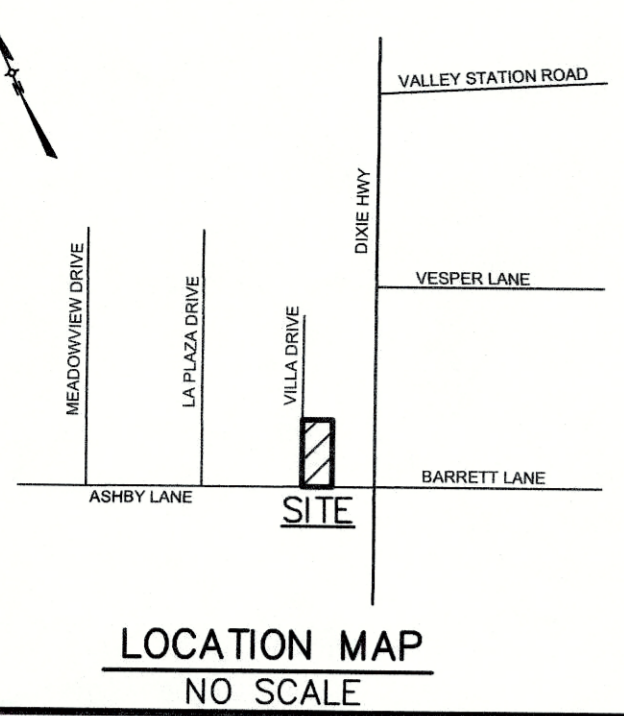 VALLEY STATION ROAD
DIXIE HWY
MEADOWVIEW DRIVE
LA PLAZA DRIVE
VILLA DRIVE
VESPER LANE
ASHBY LANE
BARRETT LANE
SITE
LOCATION MAP
NO SCALE